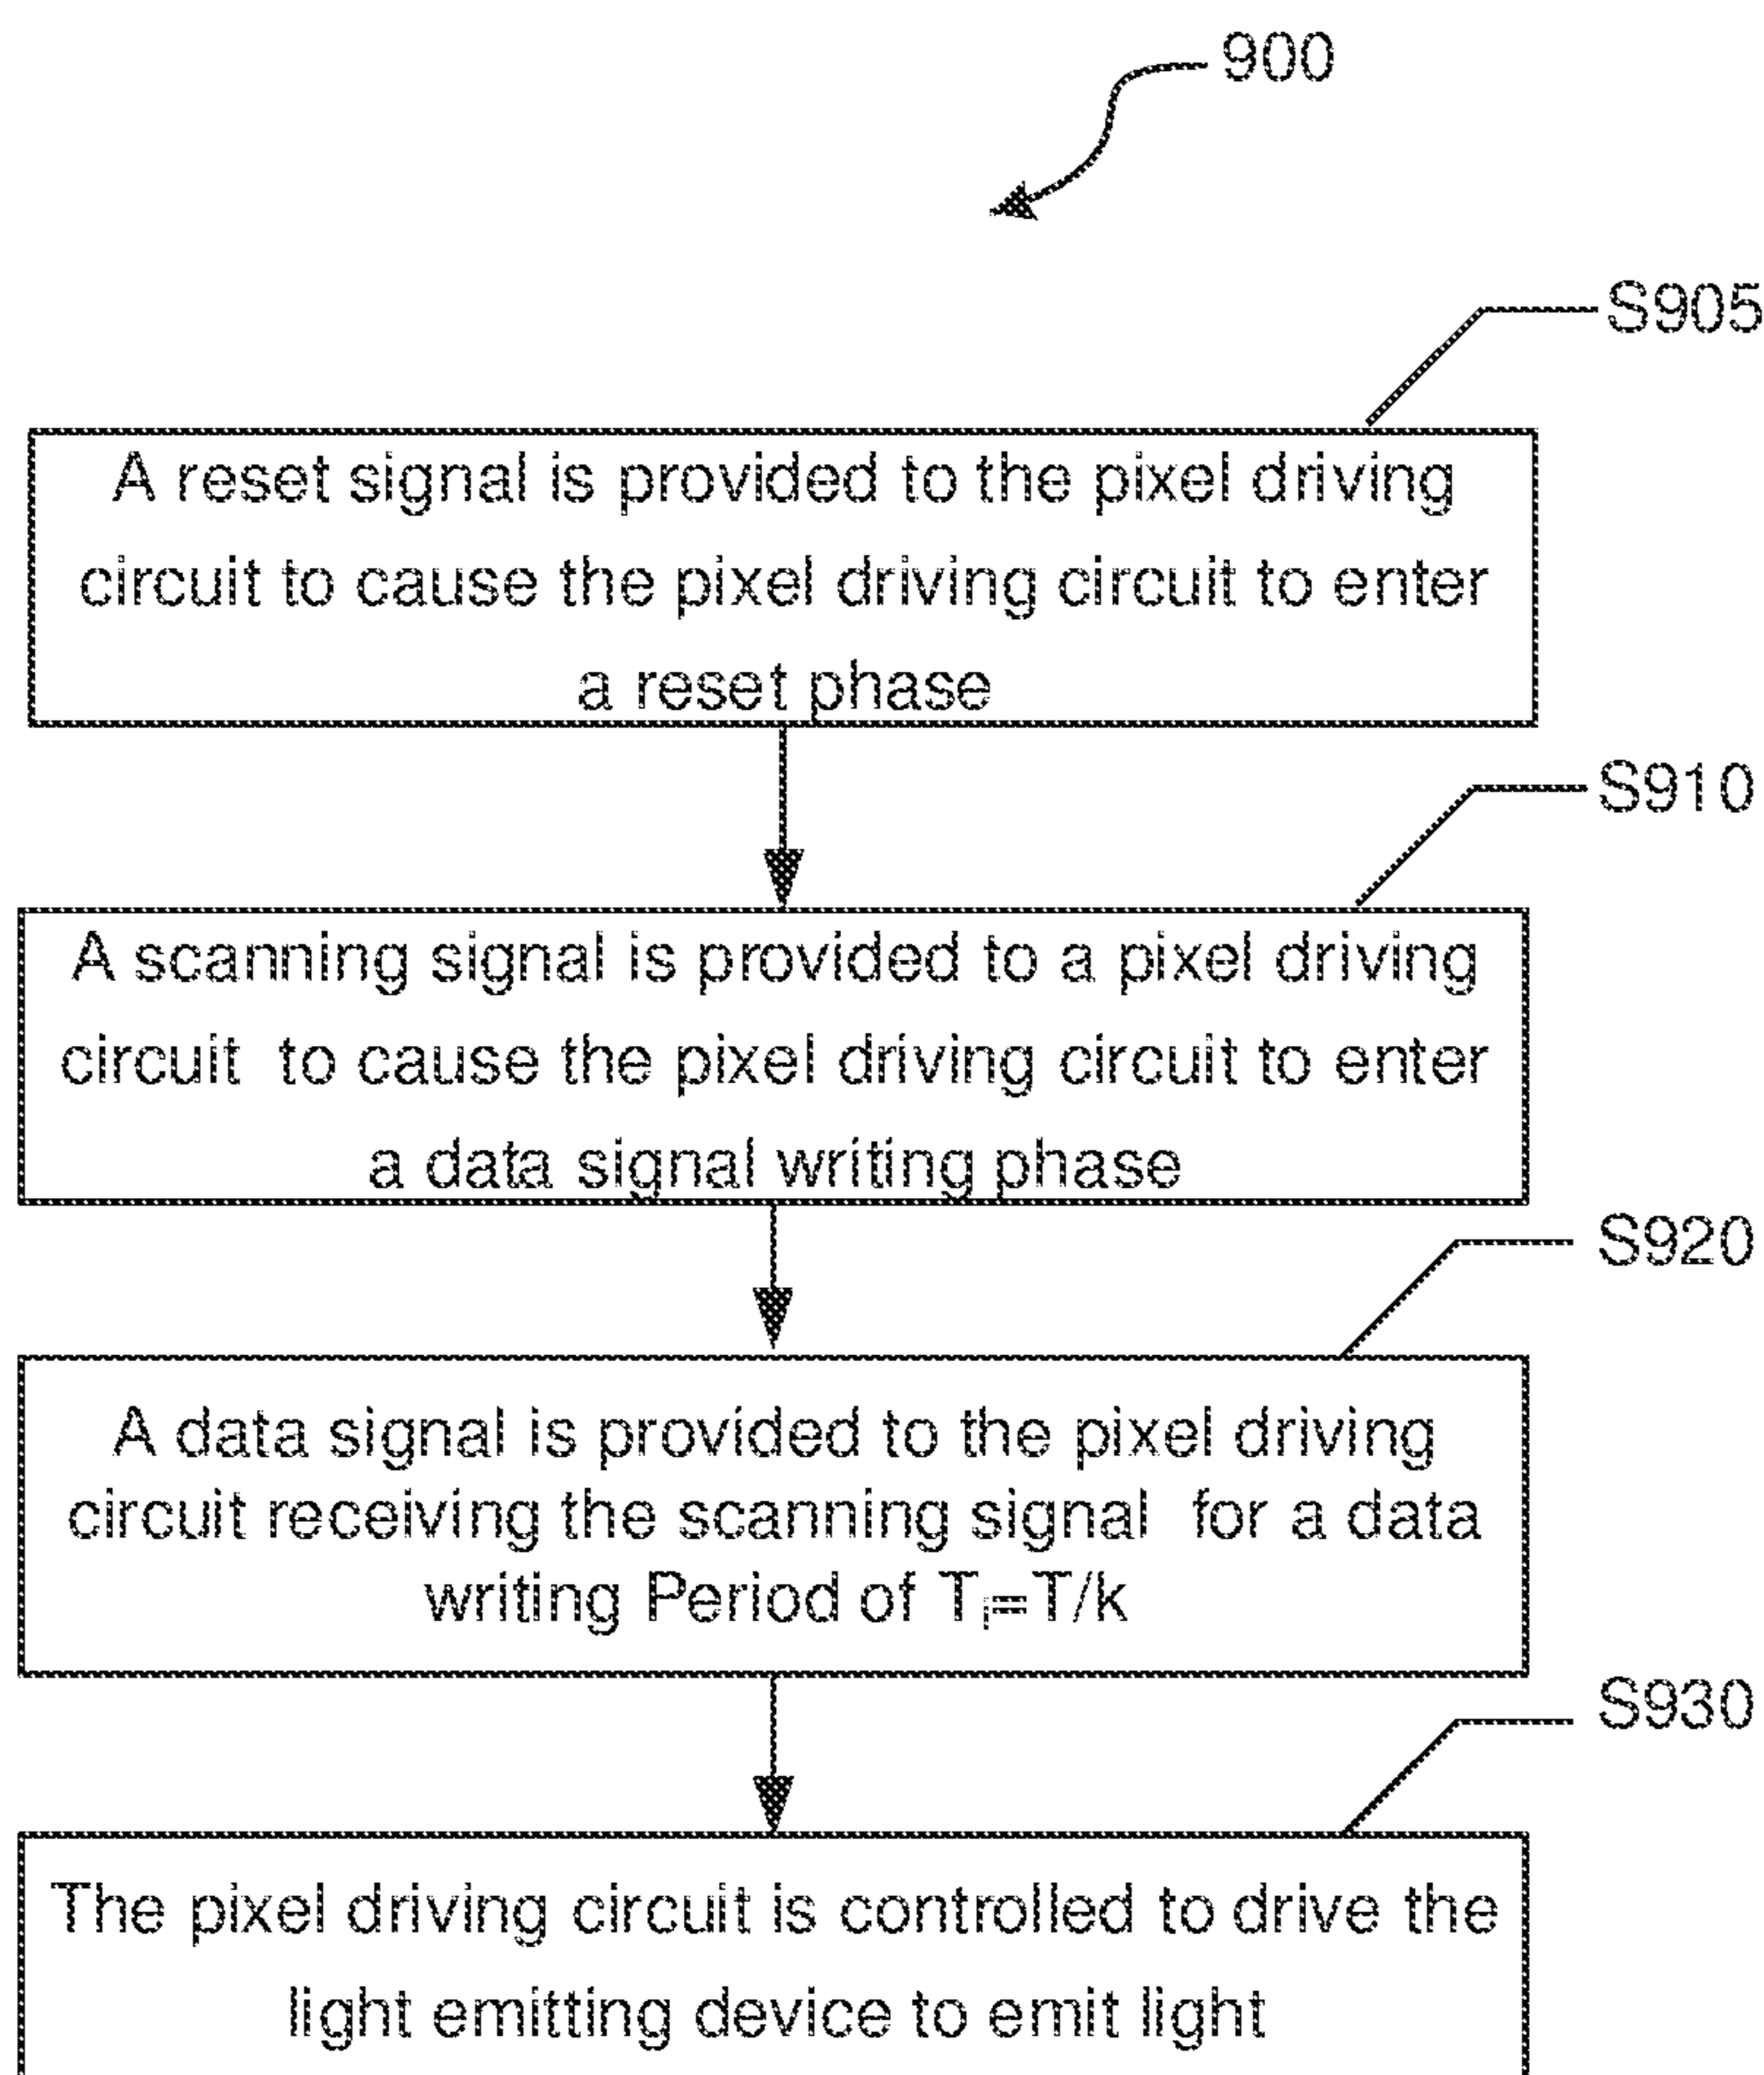 900
S905
A reset signal is provided to the pixel driving
circuit to cause the pixel driving circuit to enter
a reset phase
S910
A scanning signal is provided to a pixel driving
circuit to cause the pixel driving circuit to enter
a data signal writing phase
S920
A data signal is provided to the pixel driving
circuit receiving the scanning signal for a data
writing Period of Tᵢ=T/k
S930
The pixel driving circuit is controlled to drive the
light emitting device to emit light